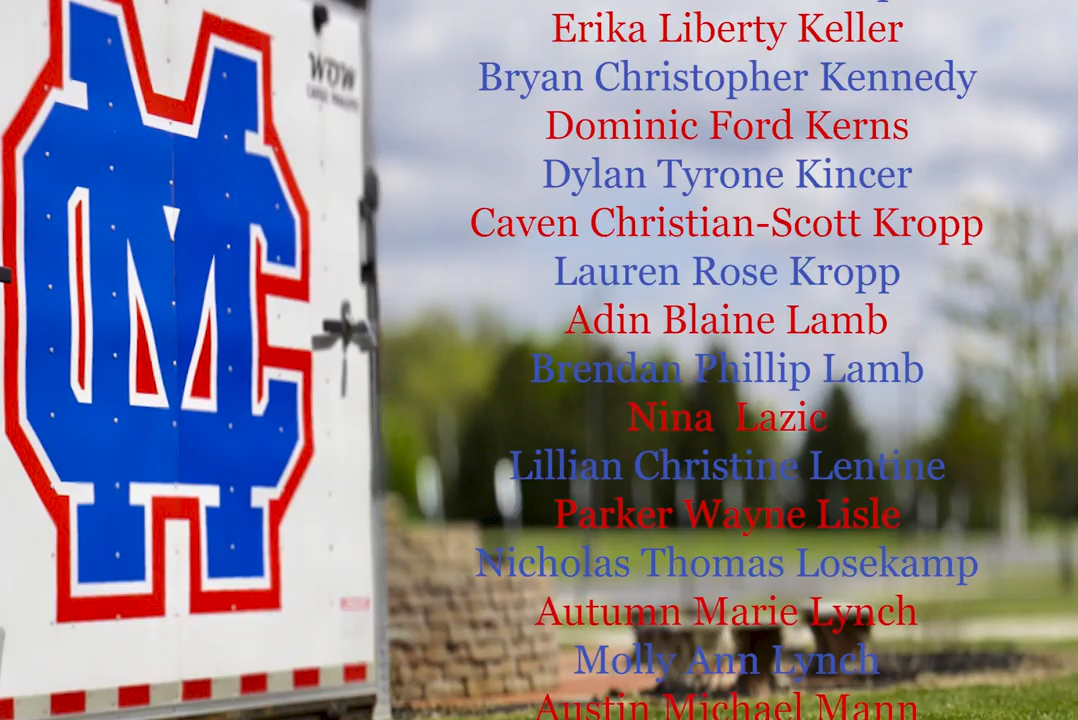 MC
WOW
Erika Liberty Keller
Bryan Christopher Kennedy
Dominic Ford Kerns
Dylan Tyrone Kincer
Caven Christian-Scott Kropp
Lauren Rose Kropp
Adin Blaine Lamb
Brendan Phillip Lamb
Nina Lazic
Lillian Christine Lentine
Parker Wayne Lisle
Nicholas Thomas Losekamp
Autumn Marie Lynch
Molly Ann Lynch
Austin Michael Mann